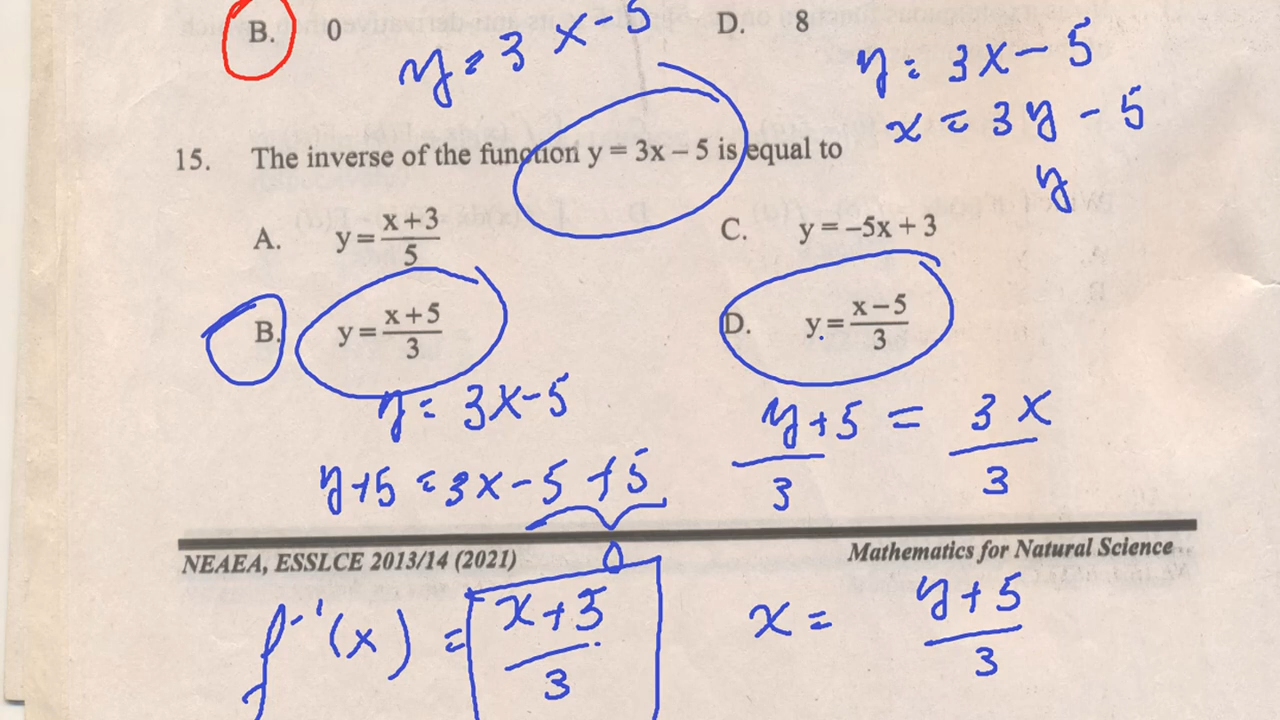 B. 0
D. 8
y = 3x-5
y = 3x-5
x = 3y-5
y
15. The inverse of the function y = 3x – 5 is equal to
A. y = x+3/5
C. y = –5x + 3
B. y = x+5/3
D. y = x–5/3
y = 3x-5
y+5/3 = 3x/3
y+5 = 3x-5+5
0
NEAEA, ESSLCE 2013/14 (2021)
Mathematics for Natural Science
f⁻¹(x) = x+5/3
x = y+5/3